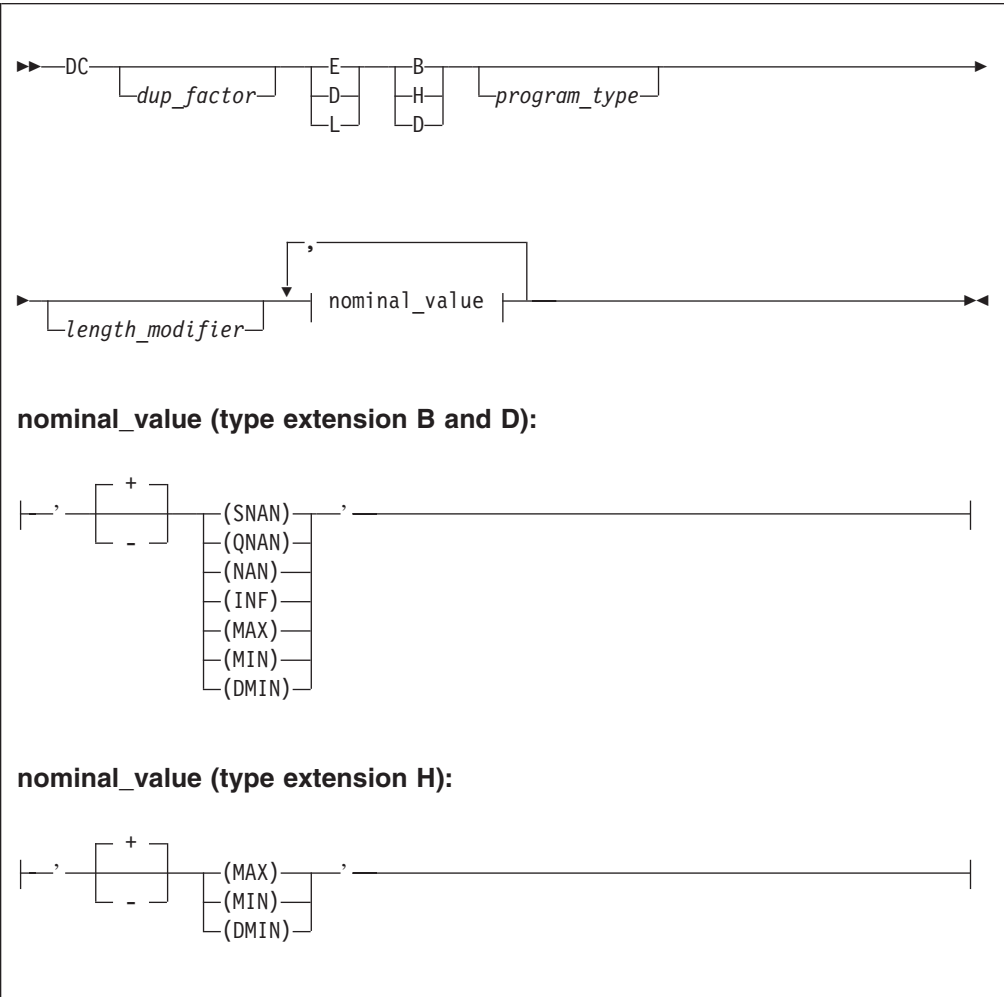 DC E B
dup_factor D H program_type
L D
,
nominal_value
length_modifier
nominal_value (type extension B and D):
+
’ (SNAN) ’
- (QNAN)
(NAN)
(INF)
(MAX)
(MIN)
(DMIN)
nominal_value (type extension H):
+
’ (MAX) ’
- (MIN)
(DMIN)